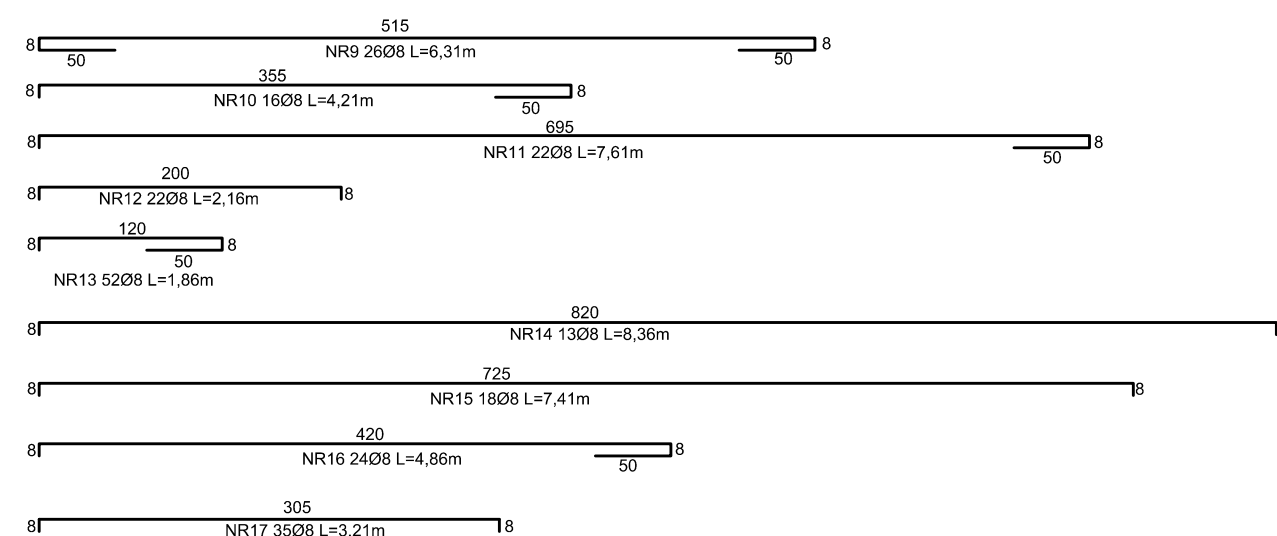 515
8 8
50 NR9 26Ø8 L=6,31m 50
355
8 8
NR10 16Ø8 L=4,21m 50
695
8 8
NR11 22Ø8 L=7,61m 50
200
8 8
NR12 22Ø8 L=2,16m
120
8 8
50
NR13 52Ø8 L=1,86m
820
8
NR14 13Ø8 L=8,36m
725
8 8
NR15 18Ø8 L=7,41m
420
8 8
NR16 24Ø8 L=4,86m 50
305
8 8
NR17 35Ø8 L=3,21m